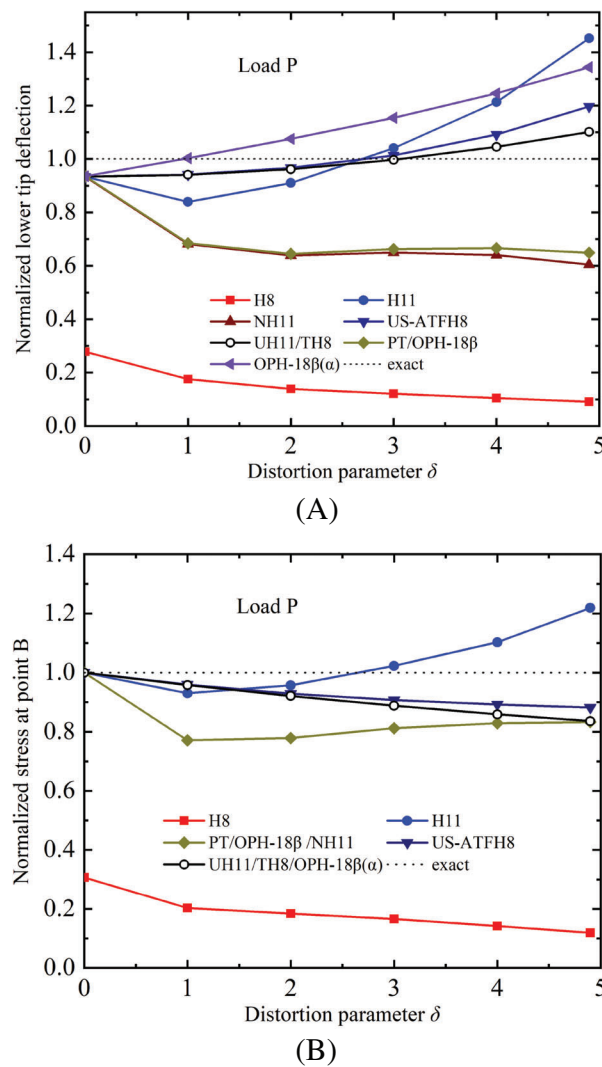 1.4
1.2
1.0
0.8
0.6
0.4
0.2
0.0
Normalized lower tip deflection
Load P
H8
H11
NH11
US-ATFH8
UH11/TH8
PT/OPH-18β
OPH-18β(α)
exact
0 1 2 3 4 5
Distortion parameter δ
(A)
1.4
1.2
1.0
0.8
0.6
0.4
0.2
0.0
Normalized stress at point B
Load P
H8
H11
PT/OPH-18β /NH11
US-ATFH8
UH11/TH8/OPH-18β(α)
exact
0 1 2 3 4 5
Distortion parameter δ
(B)